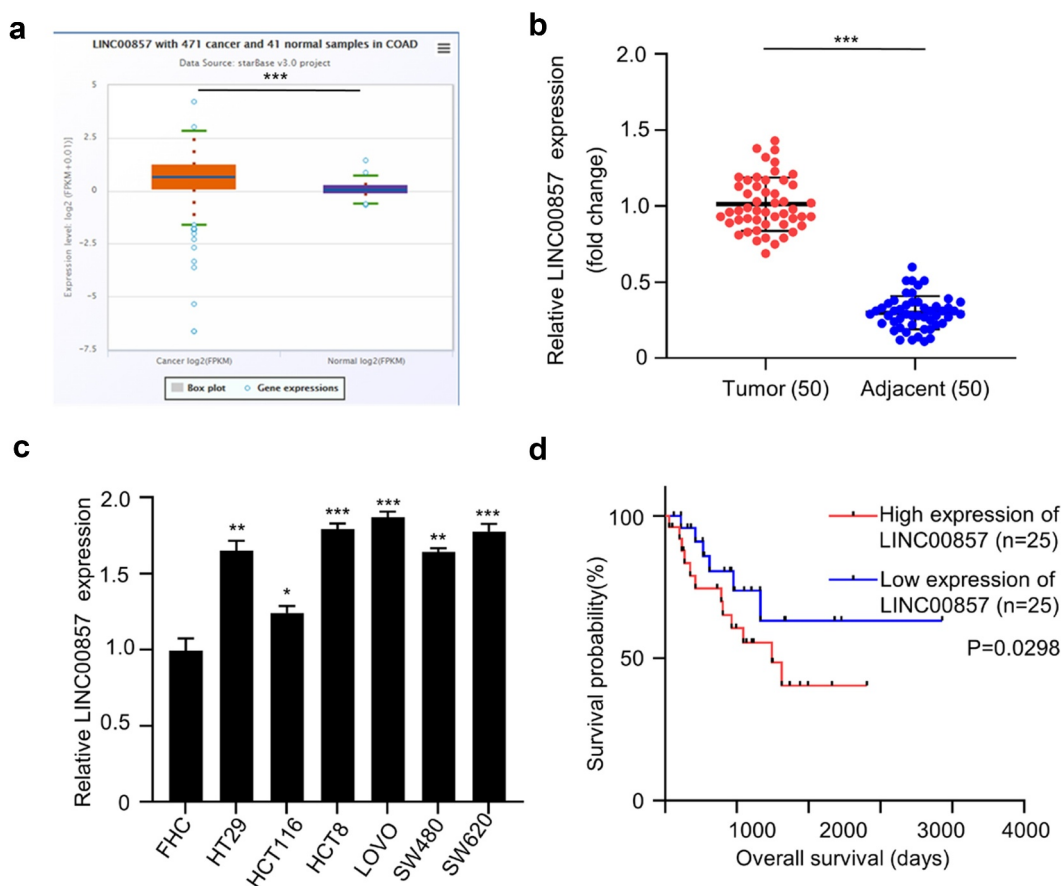 a
LINC00857 with 471 cancer and 41 normal samples in COAD
Data Source: starBase v3.0 project
***
Expression level: log2 (FPKM+0.01)]
5
2.5
0
-2.5
-5
-7.5
Cancer log2(FPKM)
Normal log2(FPKM)
Box plot
Gene expressions
b
***
Relative LINC00857 expression
(fold change)
2.0
1.5
1.0
0.5
0
Tumor (50)
Adjacent (50)
c
Relative LINC00857 expression
2.0
1.5
1.0
0.5
0
**
*
***
***
**
***
FHC
HT29
HCT116
HCT8
LOVO
SW480
SW620
d
Survival probability(%)
100
50
0
High expression of
LINC00857 (n=25)
Low expression of
LINC00857 (n=25)
P=0.0298
1000
2000
3000
4000
Overall survival (days)